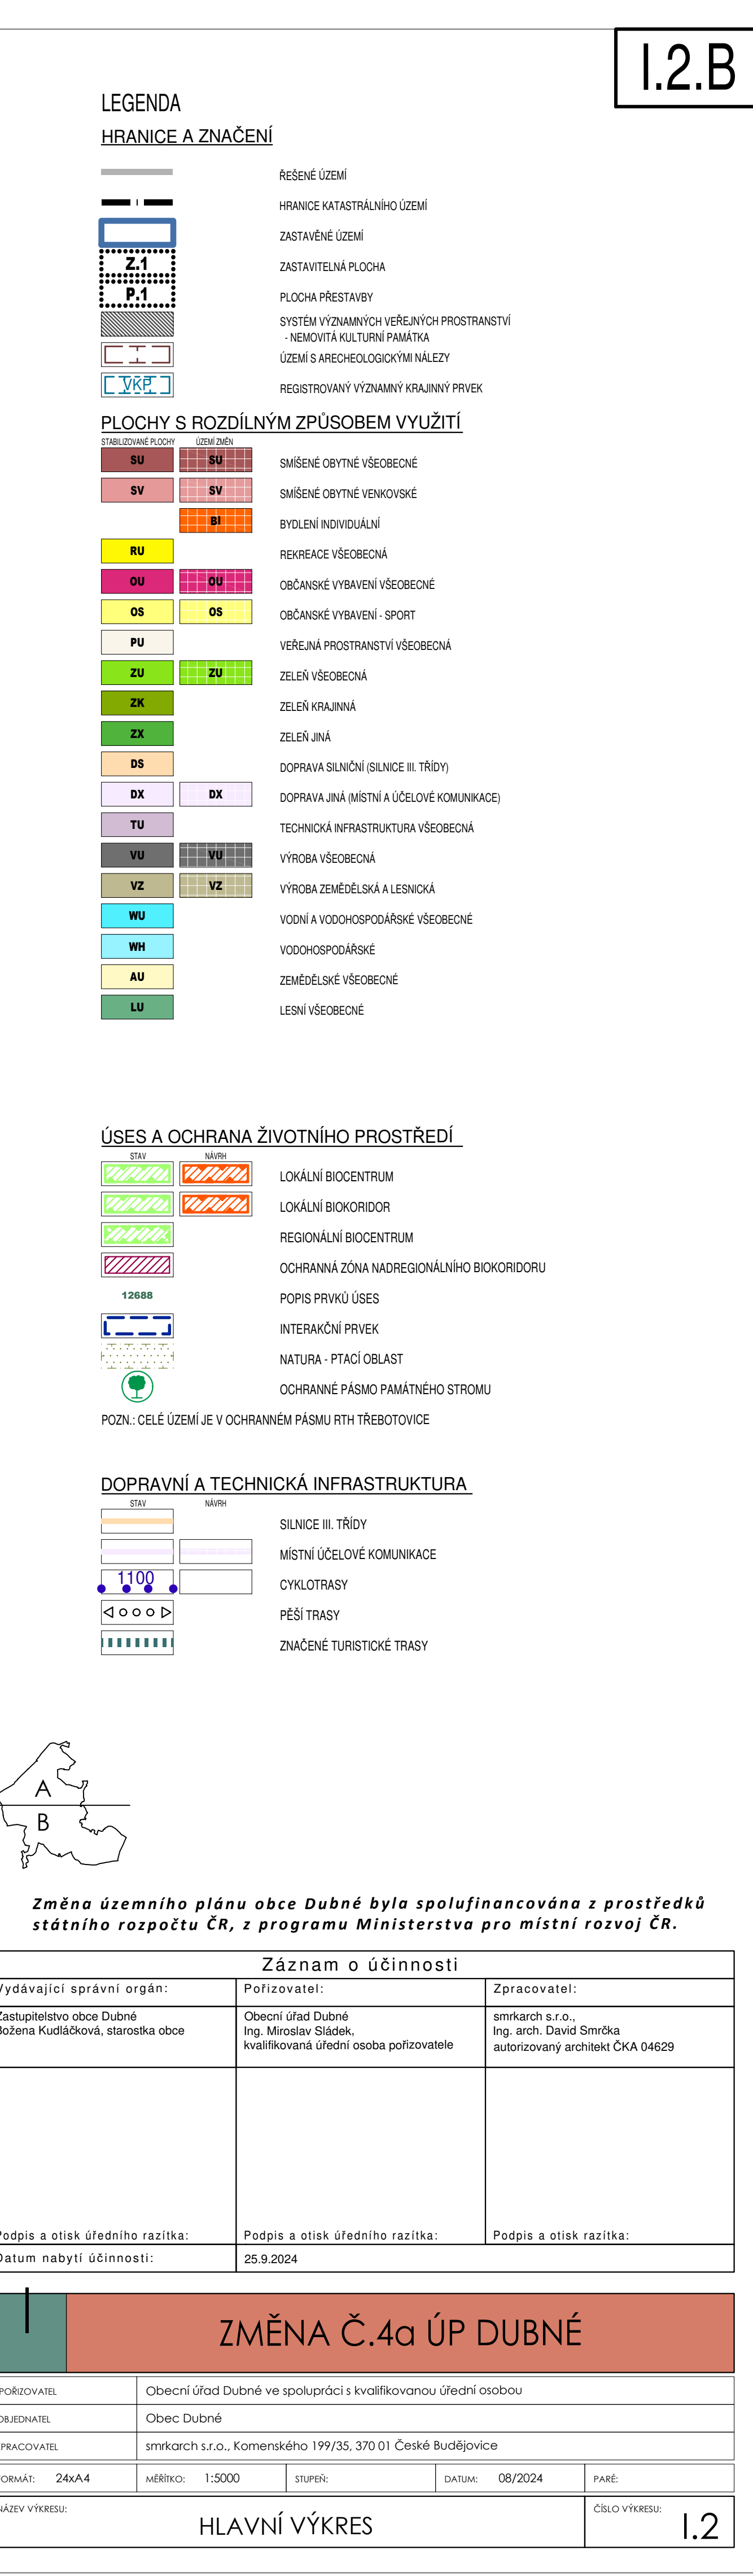 I.2.B
LEGENDA
HRANICE A ZNAČENÍ
ŘEŠENÉ ÚZEMÍ
HRANICE KATASTRÁLNÍHO ÚZEMÍ
ZASTAVĚNÉ ÚZEMÍ
Z.1 ZASTAVITELNÁ PLOCHA
P.1 PLOCHA PŘESTAVBY
SYSTÉM VÝZNAMNÝCH VEŘEJNÝCH PROSTRANSTVÍ
- NEMOVITÁ KULTURNÍ PAMÁTKA
ÚZEMÍ S ARECHEOLOGICKÝMI NÁLEZY
VKP REGISTROVANÝ VÝZNAMNÝ KRAJINNÝ PRVEK
PLOCHY S ROZDÍLNÝM ZPŮSOBEM VYUŽITÍ
STABILIZOVANÉ PLOCHY ÚZEMÍ ZMĚN
SU SU SMÍŠENÉ OBYTNÉ VŠEOBECNÉ
SV SV SMÍŠENÉ OBYTNÉ VENKOVSKÉ
BI BYDLENÍ INDIVIDUÁLNÍ
RU REKREACE VŠEOBECNÁ
OU OU OBČANSKÉ VYBAVENÍ VŠEOBECNÉ
OS OS OBČANSKÉ VYBAVENÍ - SPORT
PU VEŘEJNÁ PROSTRANSTVÍ VŠEOBECNÁ
ZU ZU ZELEŇ VŠEOBECNÁ
ZK ZELEŇ KRAJINNÁ
ZX ZELEŇ JINÁ
DS DOPRAVA SILNIČNÍ (SILNICE III. TŘÍDY)
DX DX DOPRAVA JINÁ (MÍSTNÍ A ÚČELOVÉ KOMUNIKACE)
TU TECHNICKÁ INFRASTRUKTURA VŠEOBECNÁ
VU VU VÝROBA VŠEOBECNÁ
VZ VZ VÝROBA ZEMĚDĚLSKÁ A LESNICKÁ
WU VODNÍ A VODOHOSPODÁŘSKÉ VŠEOBECNÉ
WH VODOHOSPODÁŘSKÉ
AU ZEMĚDĚLSKÉ VŠEOBECNÉ
LU LESNÍ VŠEOBECNÉ
ÚSES A OCHRANA ŽIVOTNÍHO PROSTŘEDÍ
STAV NÁVRH
LOKÁLNÍ BIOCENTRUM
LOKÁLNÍ BIOKORIDOR
REGIONÁLNÍ BIOCENTRUM
OCHRANNÁ ZÓNA NADREGIONÁLNÍHO BIOKORIDORU
12688 POPIS PRVKŮ ÚSES
INTERAKČNÍ PRVEK
NATURA - PTACÍ OBLAST
OCHRANNÉ PÁSMO PAMÁTNÉHO STROMU
POZN.: CELÉ ÚZEMÍ JE V OCHRANNÉM PÁSMU RTH TŘEBOTOVICE
DOPRAVNÍ A TECHNICKÁ INFRASTRUKTURA
STAV NÁVRH
SILNICE III. TŘÍDY
MÍSTNÍ ÚČELOVÉ KOMUNIKACE
1100 CYKLOTRASY
PĚŠÍ TRASY
ZNAČENÉ TURISTICKÉ TRASY
A
B
Změna územního plánu obce Dubné byla spolufinancována z prostředků
státního rozpočtu ČR, z programu Ministerstva pro místní rozvoj ČR.
Záznam o účinnosti
Vydávající správní orgán: Pořizovatel: Zpracovatel:
Zastupitelstvo obce Dubné Obecní úřad Dubné smrkarch s.r.o.,
Božena Kudláčková, starostka obce Ing. Miroslav Sládek, Ing. arch. David Smrčka
kvalifikovaná úřední osoba pořizovatele autorizovaný architekt ČKA 04629
Podpis a otisk úředního razítka: Podpis a otisk úředního razítka: Podpis a otisk razítka:
Datum nabytí účinnosti: 25.9.2024
ZMĚNA Č.4a ÚP DUBNÉ
POŘIZOVATEL Obecní úřad Dubné ve spolupráci s kvalifikovanou úřední osobou
OBJEDNATEL Obec Dubné
ZPRACOVATEL smrkarch s.r.o., Komenského 199/35, 370 01 České Budějovice
FORMÁT: 24xA4 MĚŘÍTKO: 1:5000 STUPEŇ: DATUM: 08/2024 PARÉ:
NÁZEV VÝKRESU: HLAVNÍ VÝKRES ČÍSLO VÝKRESU: I.2